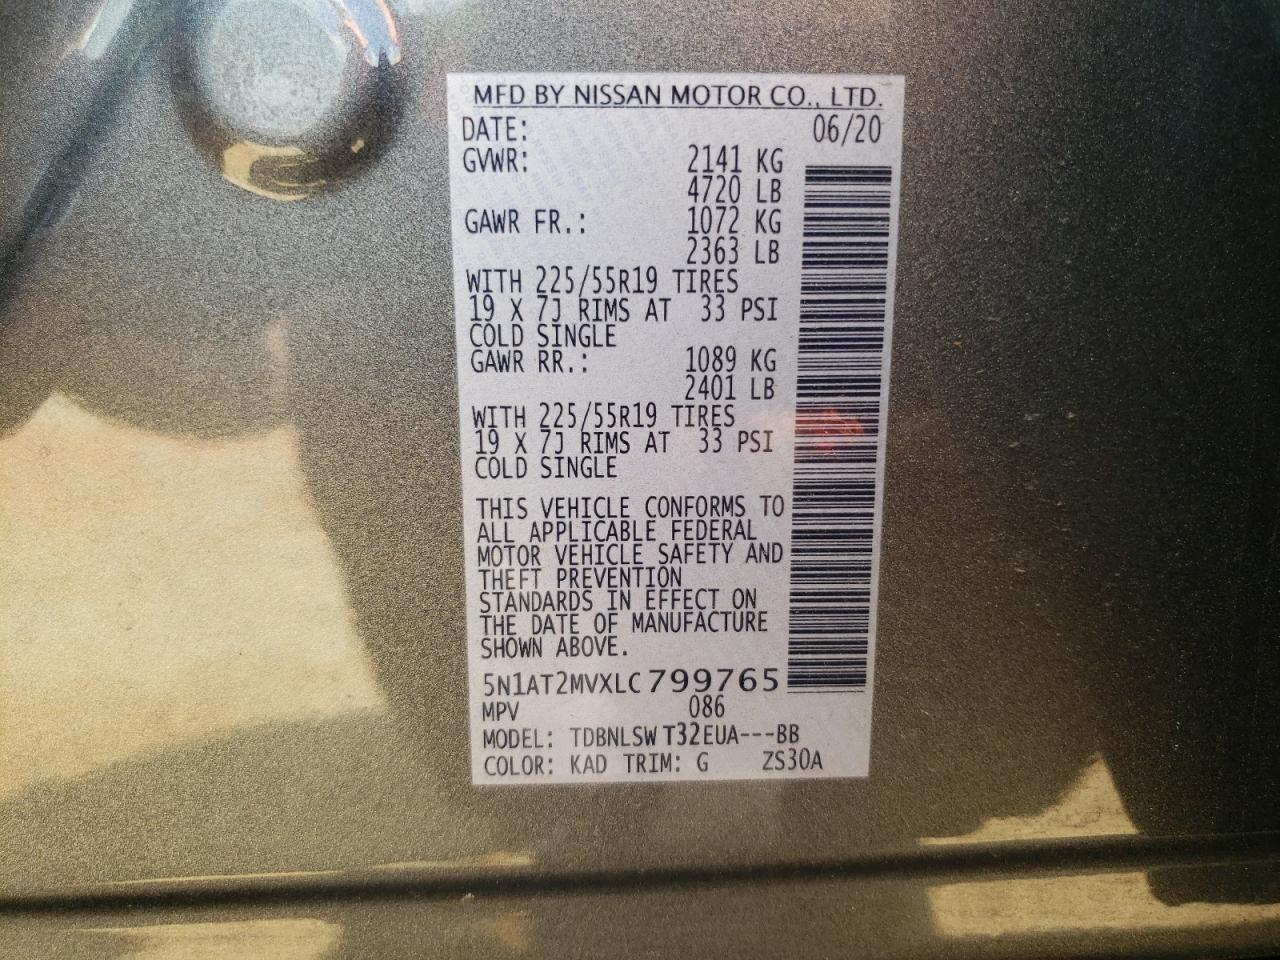 MFD BY NISSAN MOTOR CO., LTD.
DATE: 06/20
GVWR: 2141 KG
4720 LB
GAWR FR.: 1072 KG
2363 LB
WITH 225/55R19 TIRES
19 X 7J RIMS AT 33 PSI
COLD SINGLE
GAWR RR.: 1089 KG
2401 LB
WITH 225/55R19 TIRES
19 X 7J RIMS AT 33 PSI
COLD SINGLE
THIS VEHICLE CONFORMS TO
ALL APPLICABLE FEDERAL
MOTOR VEHICLE SAFETY AND
THEFT PREVENTION
STANDARDS IN EFFECT ON
THE DATE OF MANUFACTURE
SHOWN ABOVE.
5N1AT2MVXLC799765
MPV 086
MODEL: TDBNLSW T32EUA---BB
COLOR: KAD TRIM: G ZS30A